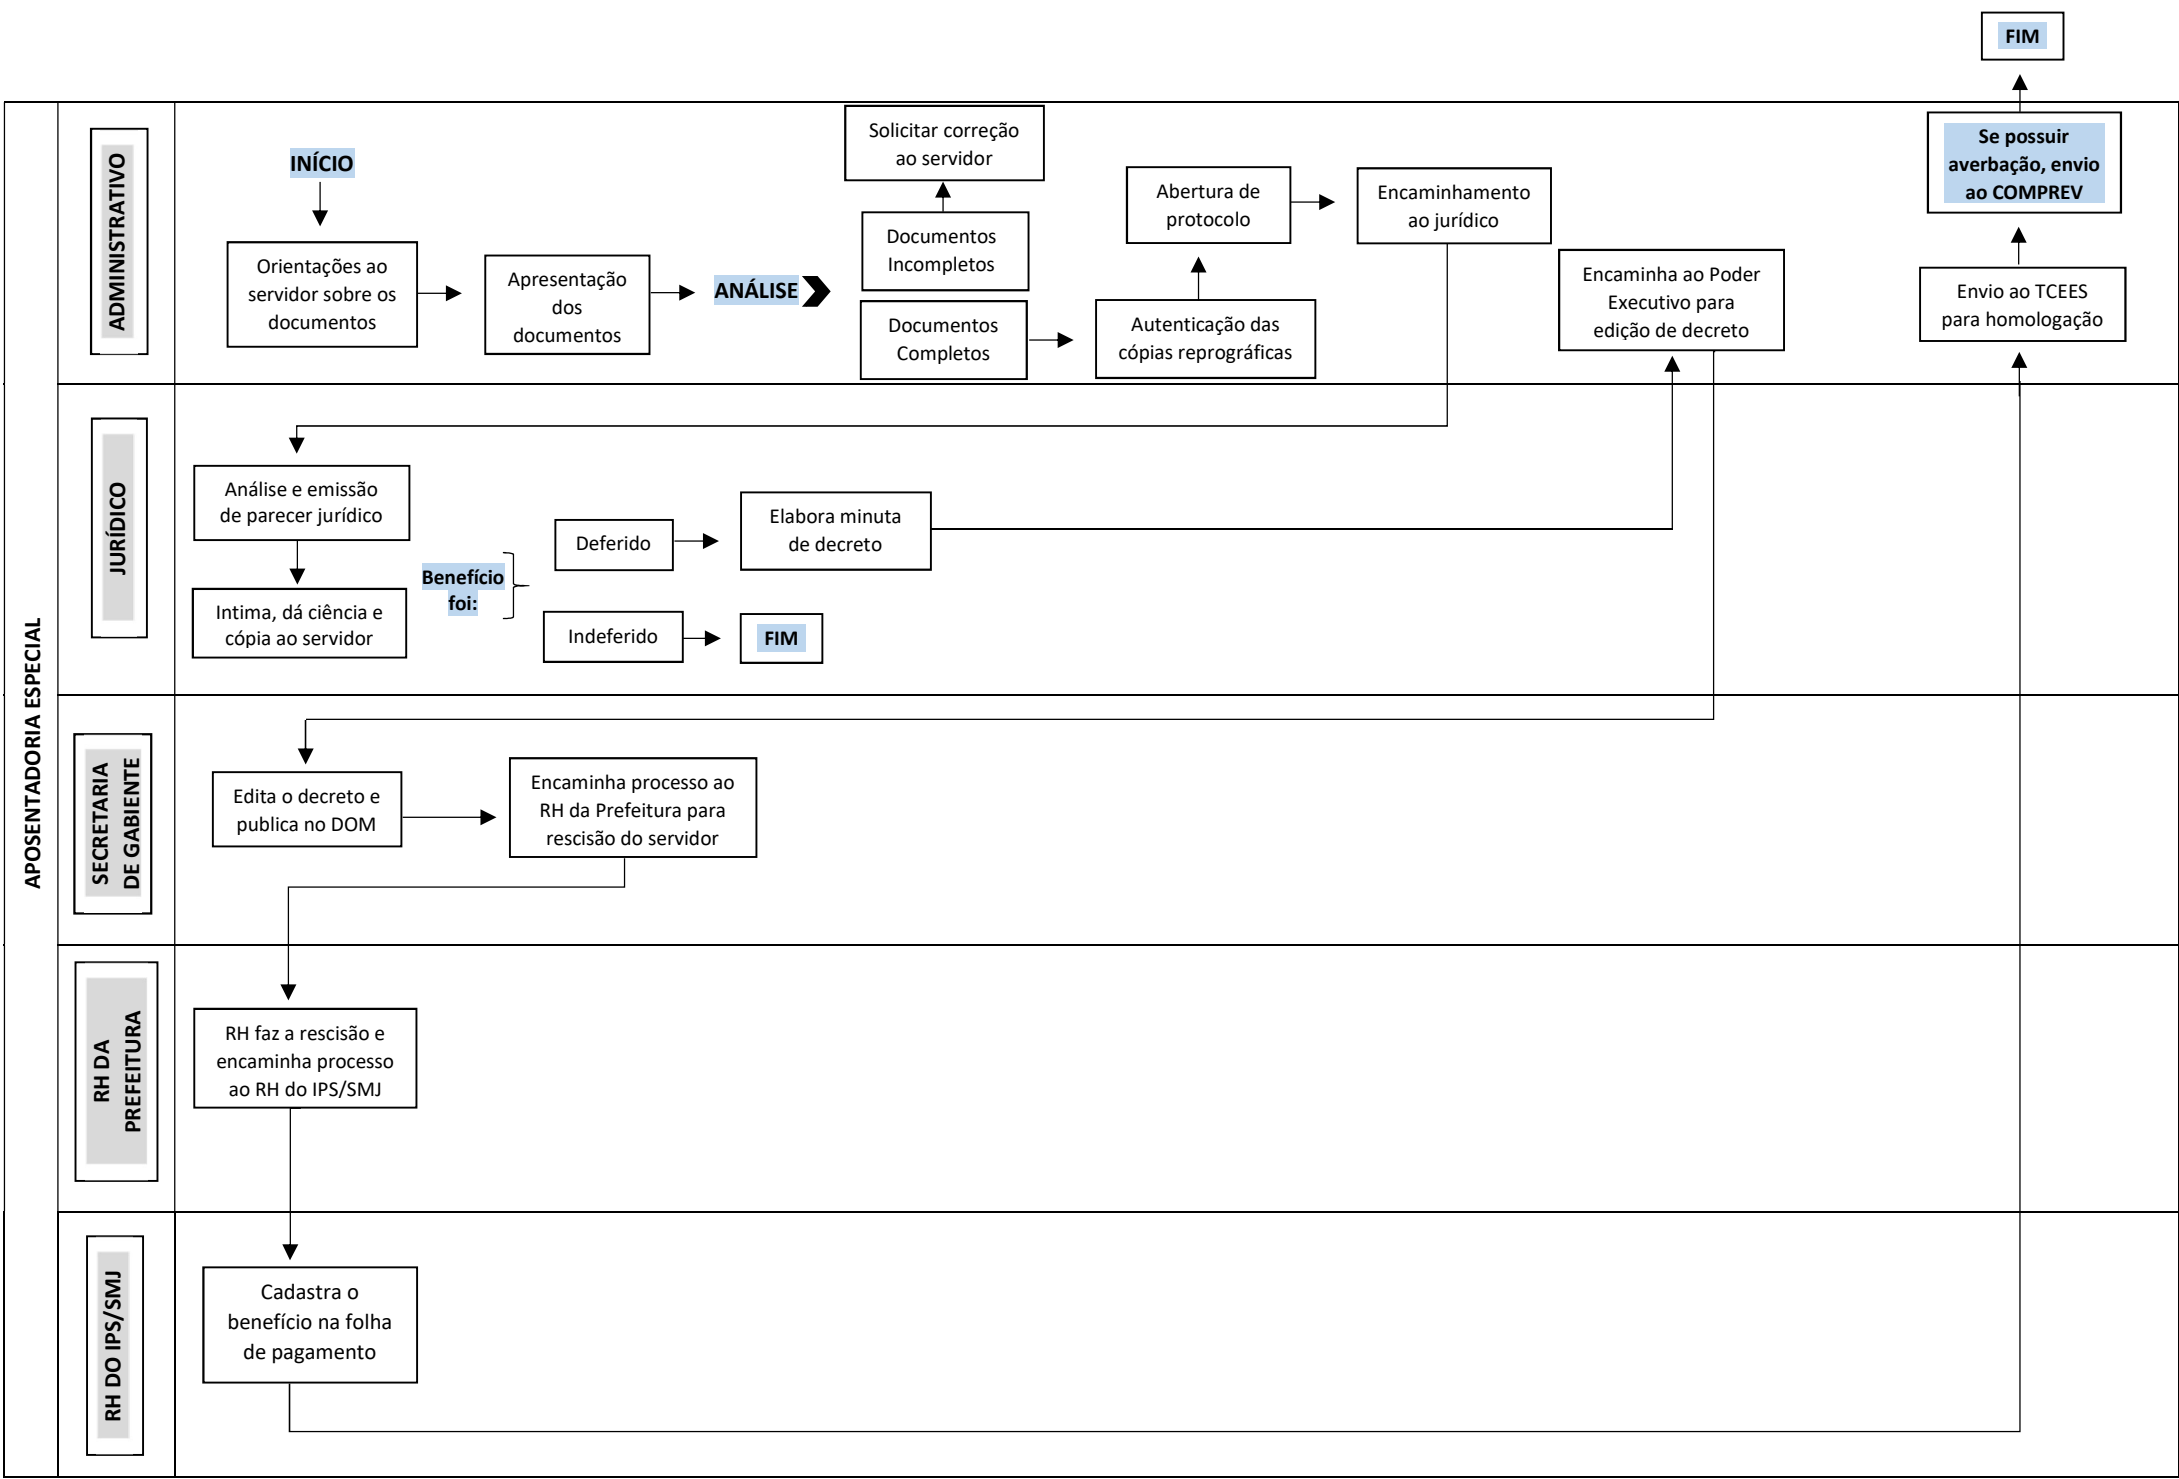 FIM
APOSENTADORIA ESPECIAL
ADMINISTRATIVO
INÍCIO
Orientações ao
servidor sobre os
documentos
Apresentação
dos
documentos
ANÁLISE
Solicitar correção
ao servidor
Documentos
Incompletos
Documentos
Completos
Autenticação das
cópias reprográficas
Abertura de
protocolo
Encaminhamento
ao jurídico
Encaminha ao Poder
Executivo para
edição de decreto
Se possuir
averbação, envio
ao COMPREV
Envio ao TCEES
para homologação
JURÍDICO
Análise e emissão
de parecer jurídico
Intima, dá ciência e
cópia ao servidor
Benefício
foi:
Deferido
Elabora minuta
de decreto
Indeferido
FIM
SECRETARIA
DE GABIENTE
Edita o decreto e
publica no DOM
Encaminha processo ao
RH da Prefeitura para
rescisão do servidor
RH DA
PREFEITURA
RH faz a rescisão e
encaminha processo
ao RH do IPS/SMJ
RH DO IPS/SMJ
Cadastra o
benefício na folha
de pagamento